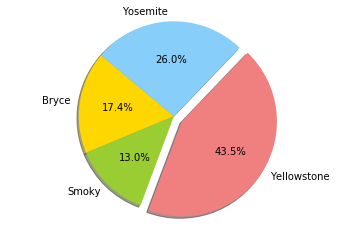 Yosemite
26.0%
Bryce
17.4%
13.0%
43.5%
Yellowstone
Smoky